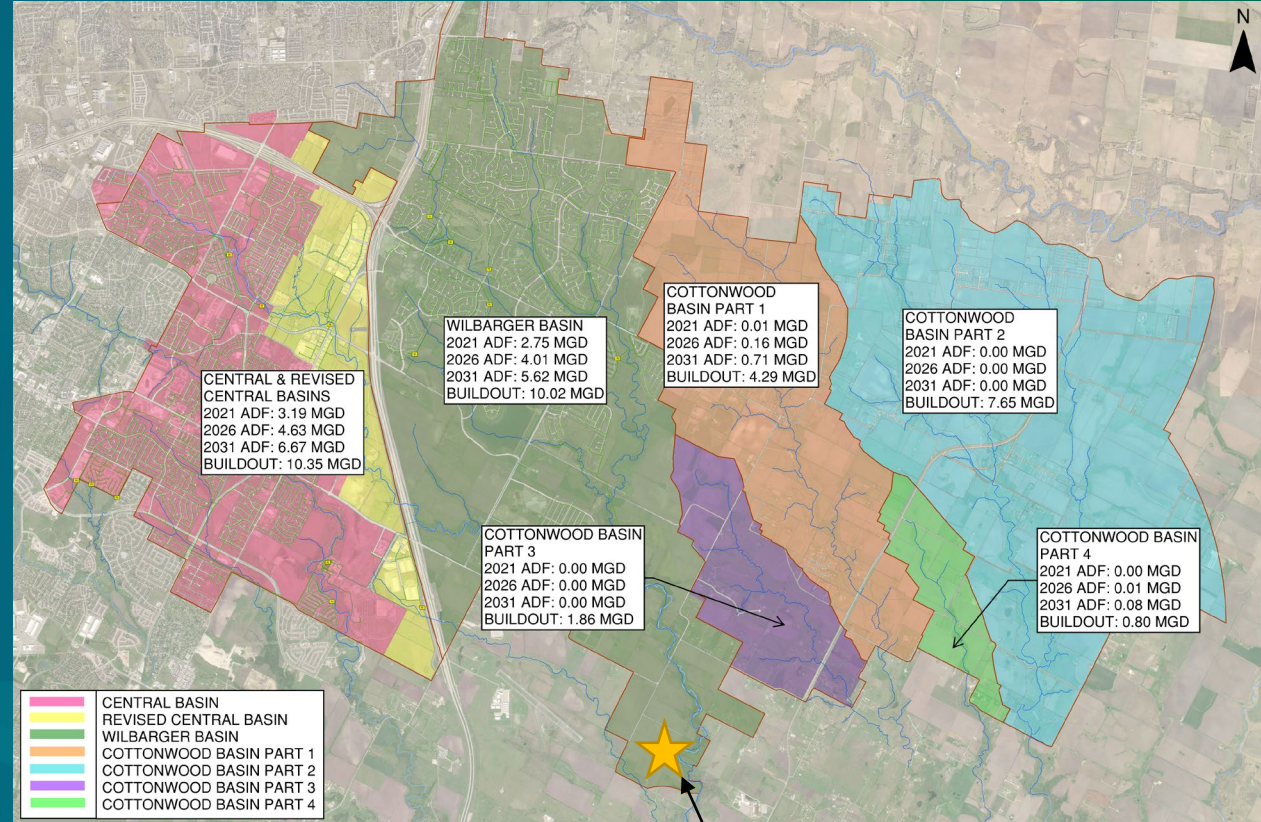 N
COTTONWOOD
BASIN PART 1
2021 ADF: 0.01 MGD
2026 ADF: 0.16 MGD
2031 ADF: 0.71 MGD
BUILDOUT: 4.29 MGD
COTTONWOOD
BASIN PART 2
2021 ADF: 0.00 MGD
2026 ADF: 0.00 MGD
2031 ADF: 0.00 MGD
BUILDOUT: 7.65 MGD
WILBARGER BASIN
2021 ADF: 2.75 MGD
2026 ADF: 4.01 MGD
2031 ADF: 5.62 MGD
BUILDOUT: 10.02 MGD
CENTRAL & REVISED
CENTRAL BASINS
2021 ADF: 3.19 MGD
2026 ADF: 4.63 MGD
2031 ADF: 6.67 MGD
BUILDOUT: 10.35 MGD
COTTONWOOD BASIN
PART 3
2021 ADF: 0.00 MGD
2026 ADF: 0.00 MGD
2031 ADF: 0.00 MGD
BUILDOUT: 1.86 MGD
COTTONWOOD BASIN
PART 4
2021 ADF: 0.00 MGD
2026 ADF: 0.01 MGD
2031 ADF: 0.08 MGD
BUILDOUT: 0.80 MGD
CENTRAL BASIN
REVISED CENTRAL BASIN
WILBARGER BASIN
COTTONWOOD BASIN PART 1
COTTONWOOD BASIN PART 2
COTTONWOOD BASIN PART 3
COTTONWOOD BASIN PART 4